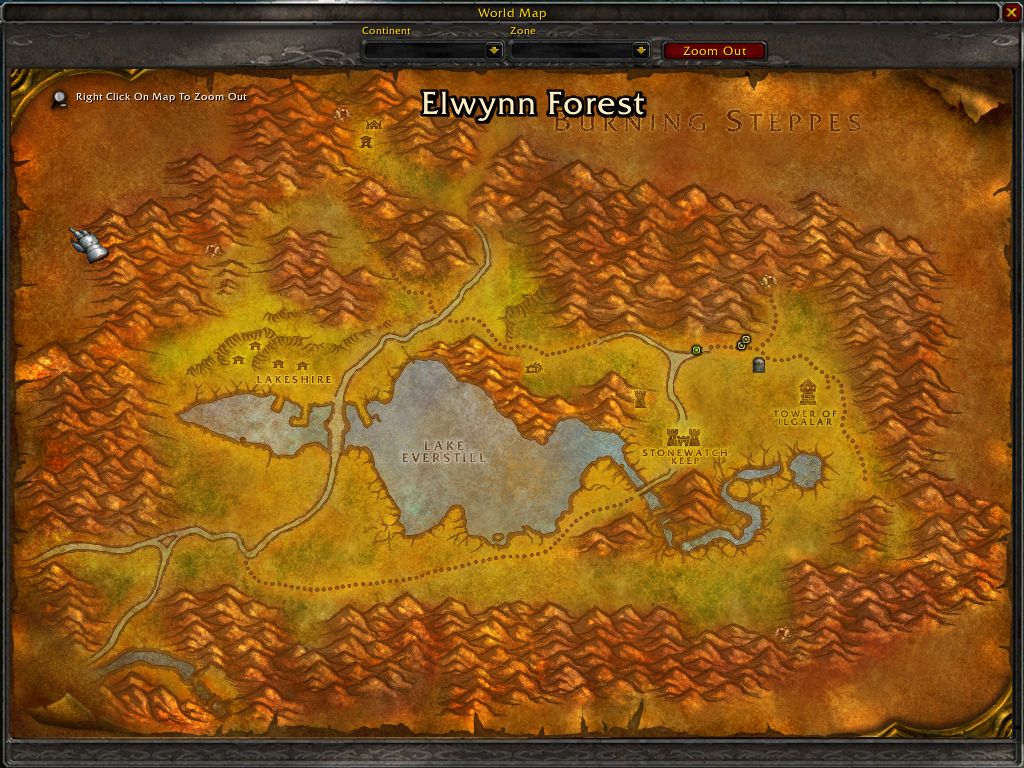 World Map
Continent
Zone
Zoom Out
Right Click On Map To Zoom Out
Elwynn Forest
BURNING STEPPES
LAKESHIRE
TOWER OF
ILGALAR
LAKE
EVERSTILL
STONEWATCH
KEEP